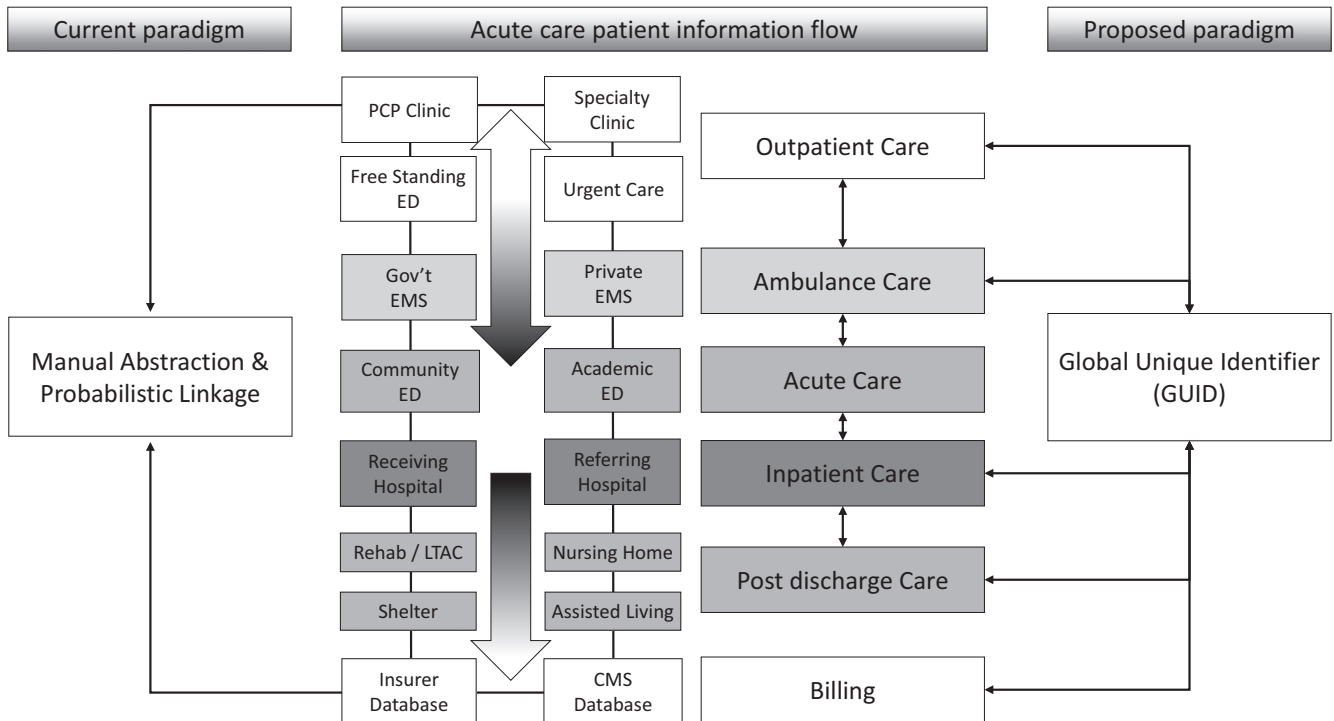 Current paradigm
Acute care patient information flow
Proposed paradigm
PCP Clinic
Specialty
Clinic
Free Standing
ED
Urgent Care
Gov't
EMS
Private
EMS
Community
ED
Academic
ED
Receiving
Hospital
Referring
Hospital
Rehab / LTAC
Nursing Home
Shelter
Assisted Living
Insurer
Database
CMS
Database
Manual Abstraction &
Probabilistic Linkage
Outpatient Care
Ambulance Care
Acute Care
Inpatient Care
Post discharge Care
Billing
Global Unique Identifier
(GUID)